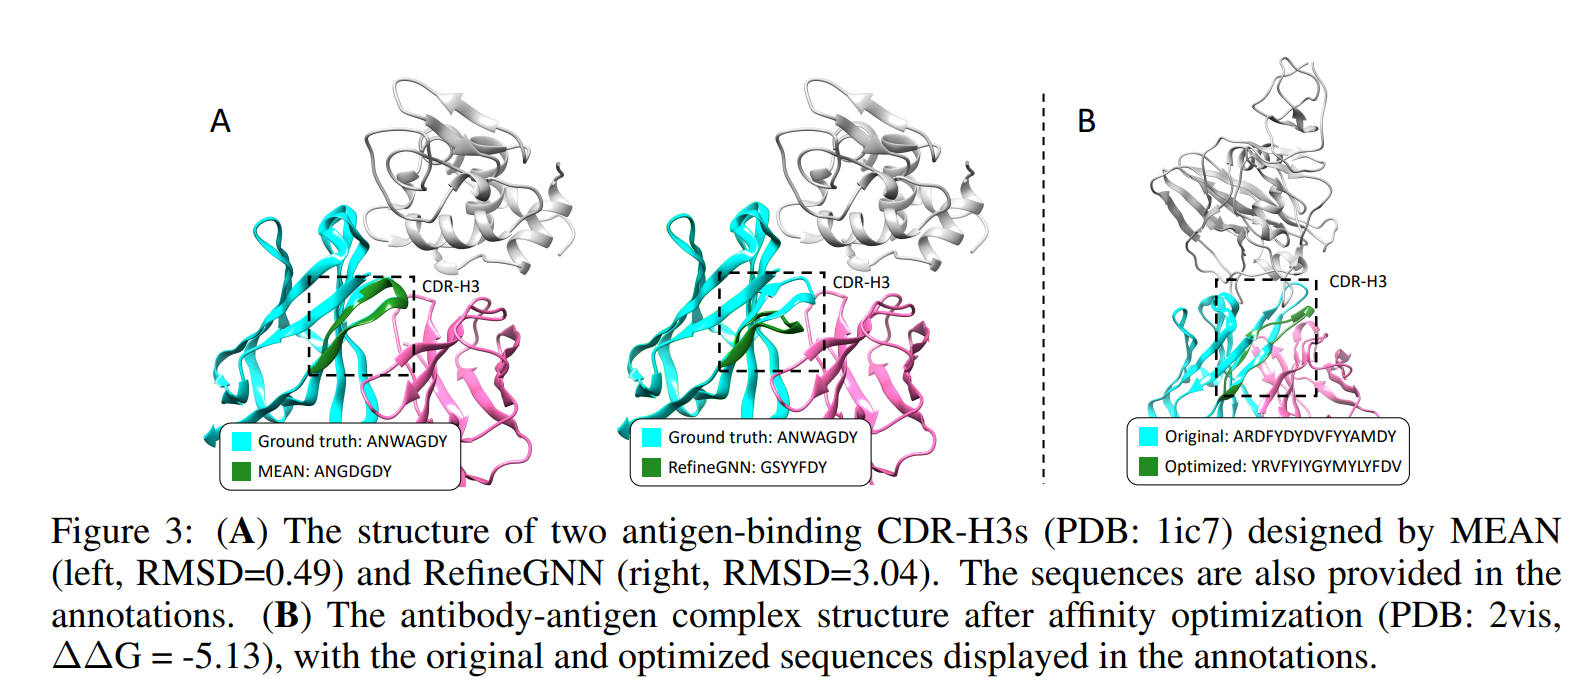 A
B
CDR-H3
CDR-H3
CDR-H3
Ground truth: ANWAGDY
MEAN: ANGDGDY
Ground truth: ANWAGDY
RefineGNN: GSYYFDY
Original: ARDFYDYDVFYYAMDY
Optimized: YRVFYIYGYMYLYFDV
Figure 3: (A) The structure of two antigen-binding CDR-H3s (PDB: 1ic7) designed by MEAN
(left, RMSD=0.49) and RefineGNN (right, RMSD=3.04). The sequences are also provided in the
annotations. (B) The antibody-antigen complex structure after affinity optimization (PDB: 2vis,
ΔΔG = -5.13), with the original and optimized sequences displayed in the annotations.